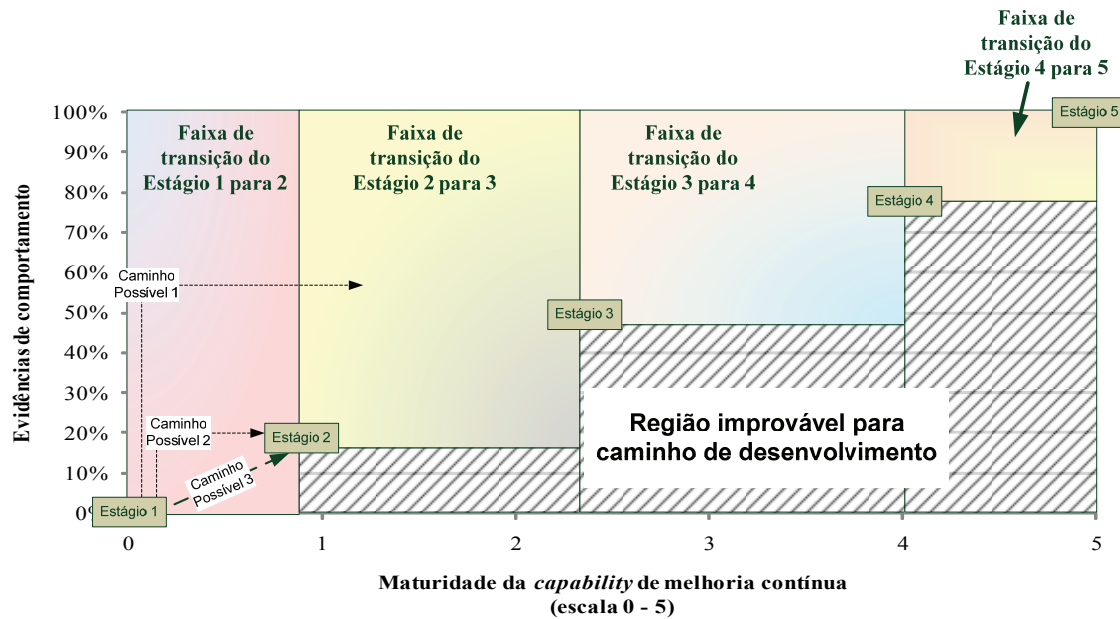 Faixa de
transição do
Estágio 4 para 5
Evidências de comportamento
100%
90%
80%
70%
60%
50%
40%
30%
20%
10%
0%
Faixa de
transição do
Estágio 1 para 2
Faixa de
transição do
Estágio 2 para 3
Faixa de
transição do
Estágio 3 para 4
Estágio 5
Estágio 4
Caminho
Possível 1
Estágio 3
Caminho
Possível 2
Estágio 2
Caminho
Possível 3
Estágio 1
Região improvável para
caminho de desenvolvimento
0
1
2
3
4
5
Maturidade da capability de melhoria contínua
(escala 0 - 5)